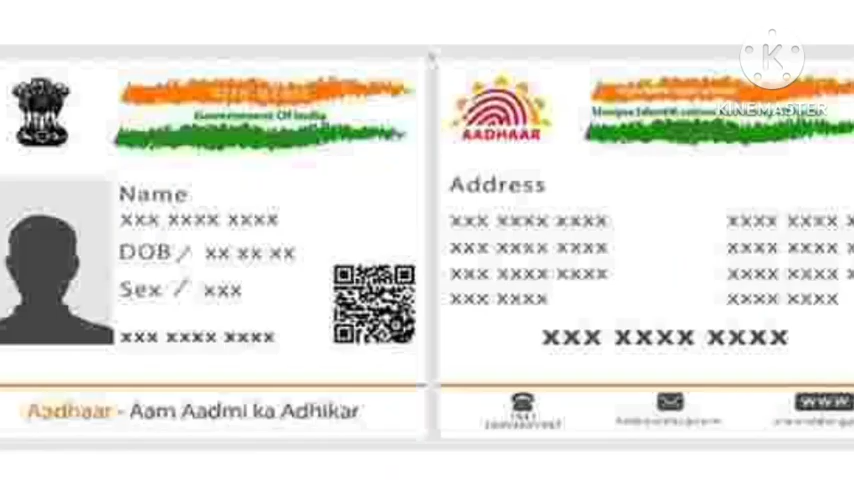 KINEMASTER
Government Of India
AADHAAR
Name
xxx xxxx xxxx
DOB / xx xx xx
Sex / xxx
xxx xxxx xxxx
Aadhaar - Aam Aadmi ka Adhikar
Address
xxx xxxx xxxx
xxx xxxx xxxx
xxx xxxx xxxx
xxx xxxx
xxxx xxxx x
xxxx xxxx x
xxxx xxxx x
xxxx xxxx
xxx xxxx xxxx
www